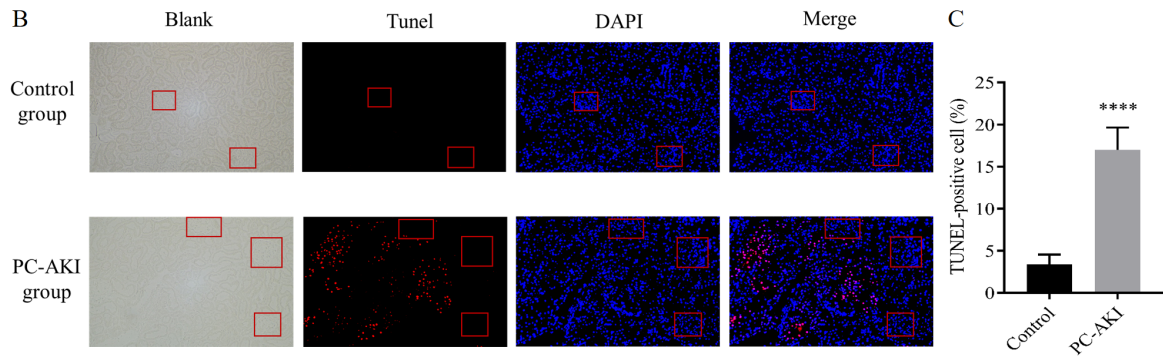 B
Blank
Tunel
DAPI
Merge
Control
group
PC-AKI
group
C
TUNEL-positive cell (%)
25
20
15
10
5
0
****
Control
PC-AKI